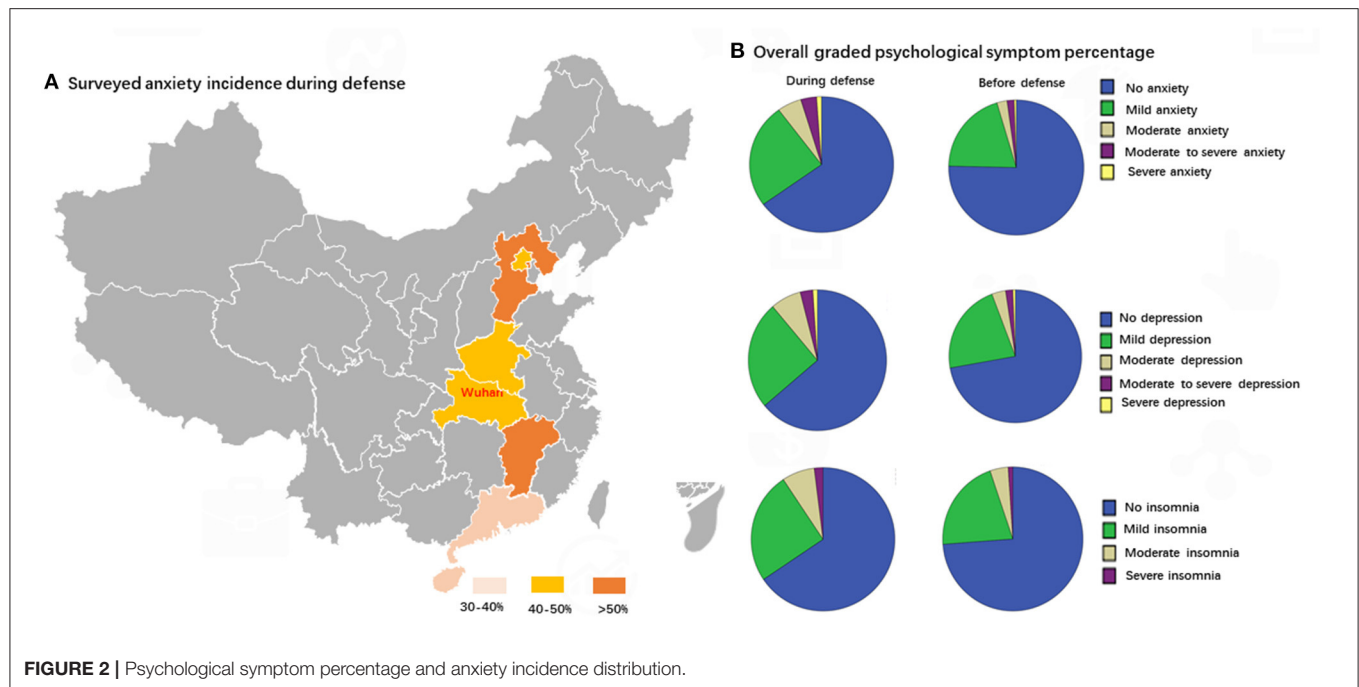 A Surveyed anxiety incidence during defense
Wuhan
30-40%
40-50%
>50%
B Overall graded psychological symptom percentage
During defense
Before defense
No anxiety
Mild anxiety
Moderate anxiety
Moderate to severe anxiety
Severe anxiety
No depression
Mild depression
Moderate depression
Moderate to severe depression
Severe depression
No insomnia
Mild insomnia
Moderate insomnia
Severe insomnia
FIGURE 2 | Psychological symptom percentage and anxiety incidence distribution.